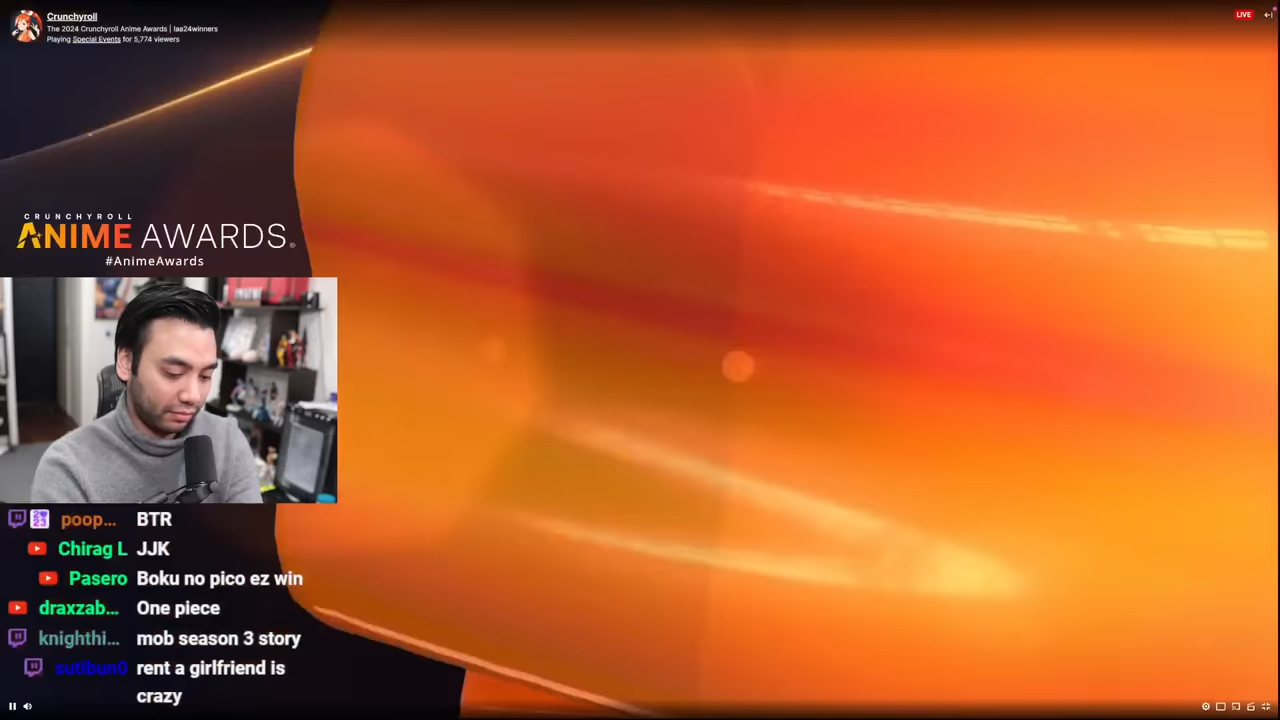 Crunchyroll
The 2024 Crunchyroll Anime Awards | !aa24winners
Playing Special Events for 5,774 viewers
LIVE
CRUNCHYROLL
ANIME AWARDS®
#AnimeAwards
poop... BTR
Chirag L JJK
Pasero Boku no pico ez win
draxzab... One piece
knighthi... mob season 3 story
sutibun0 rent a girlfriend is
crazy